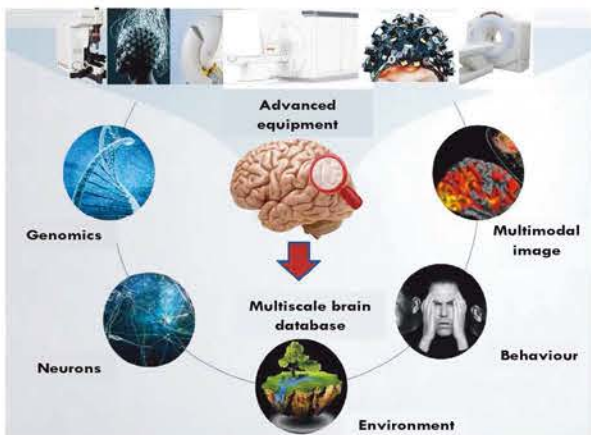 Advanced
equipment
Genomics
Multimodal
image
Multiscale brain
database
Neurons
Behaviour
Environment